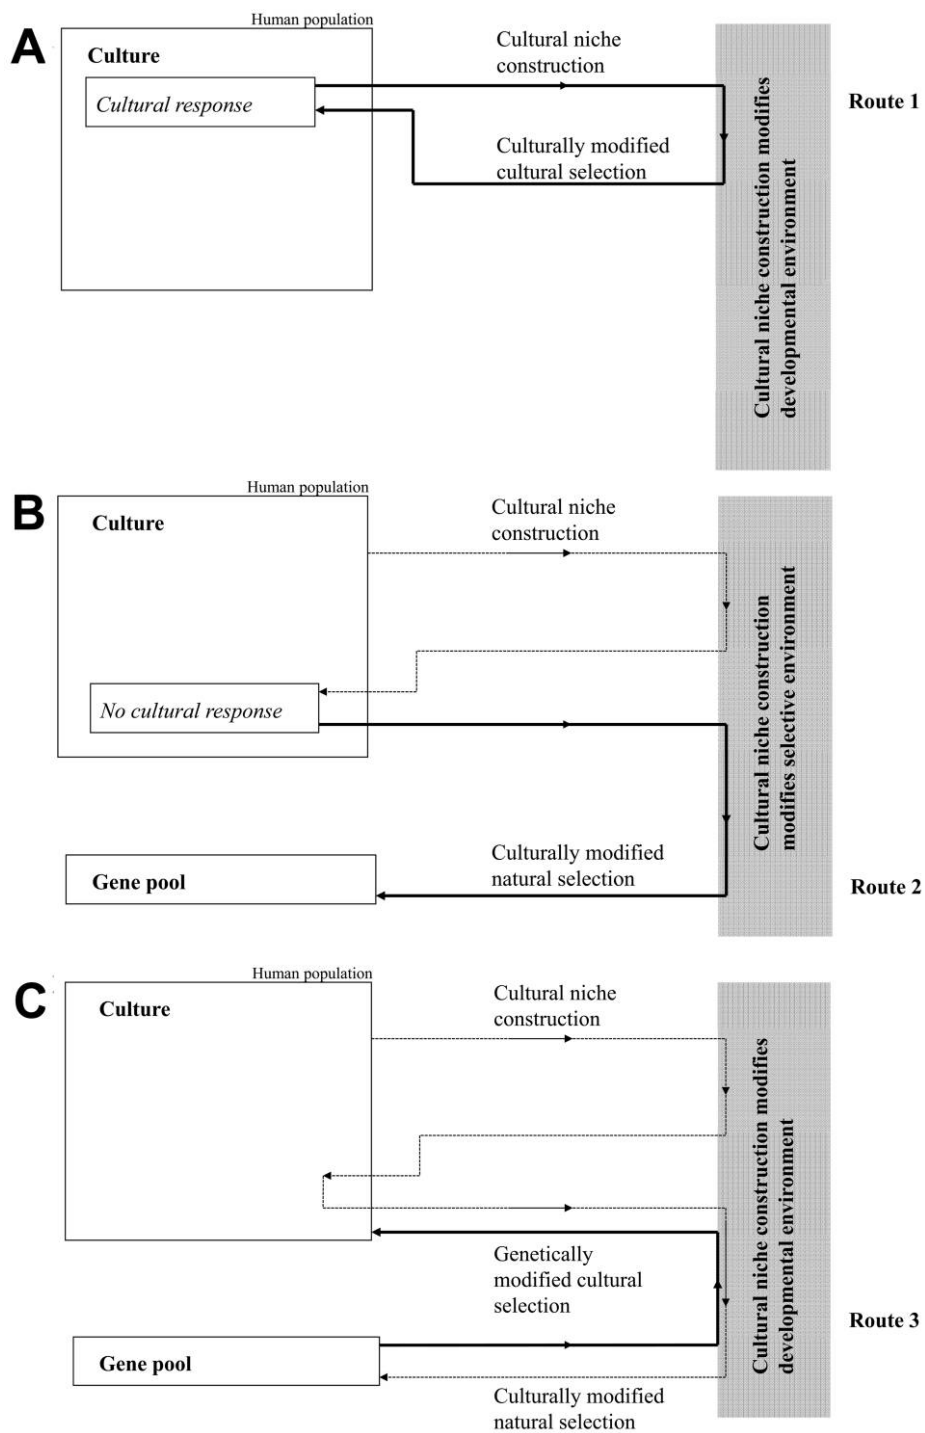 A
Human population
Culture
Cultural response
Cultural niche
construction
Culturally modified
cultural selection
Cultural niche construction modifies
developmental environment
Route 1
B
Human population
Culture
No cultural response
Cultural niche
construction
Culturally modified
natural selection
Gene pool
Cultural niche construction
modifies selective environment
Route 2
C
Human population
Culture
Cultural niche
construction
Genetically
modified cultural
selection
Gene pool
Culturally modified
natural selection
Cultural niche construction modifies
developmental environment
Route 3